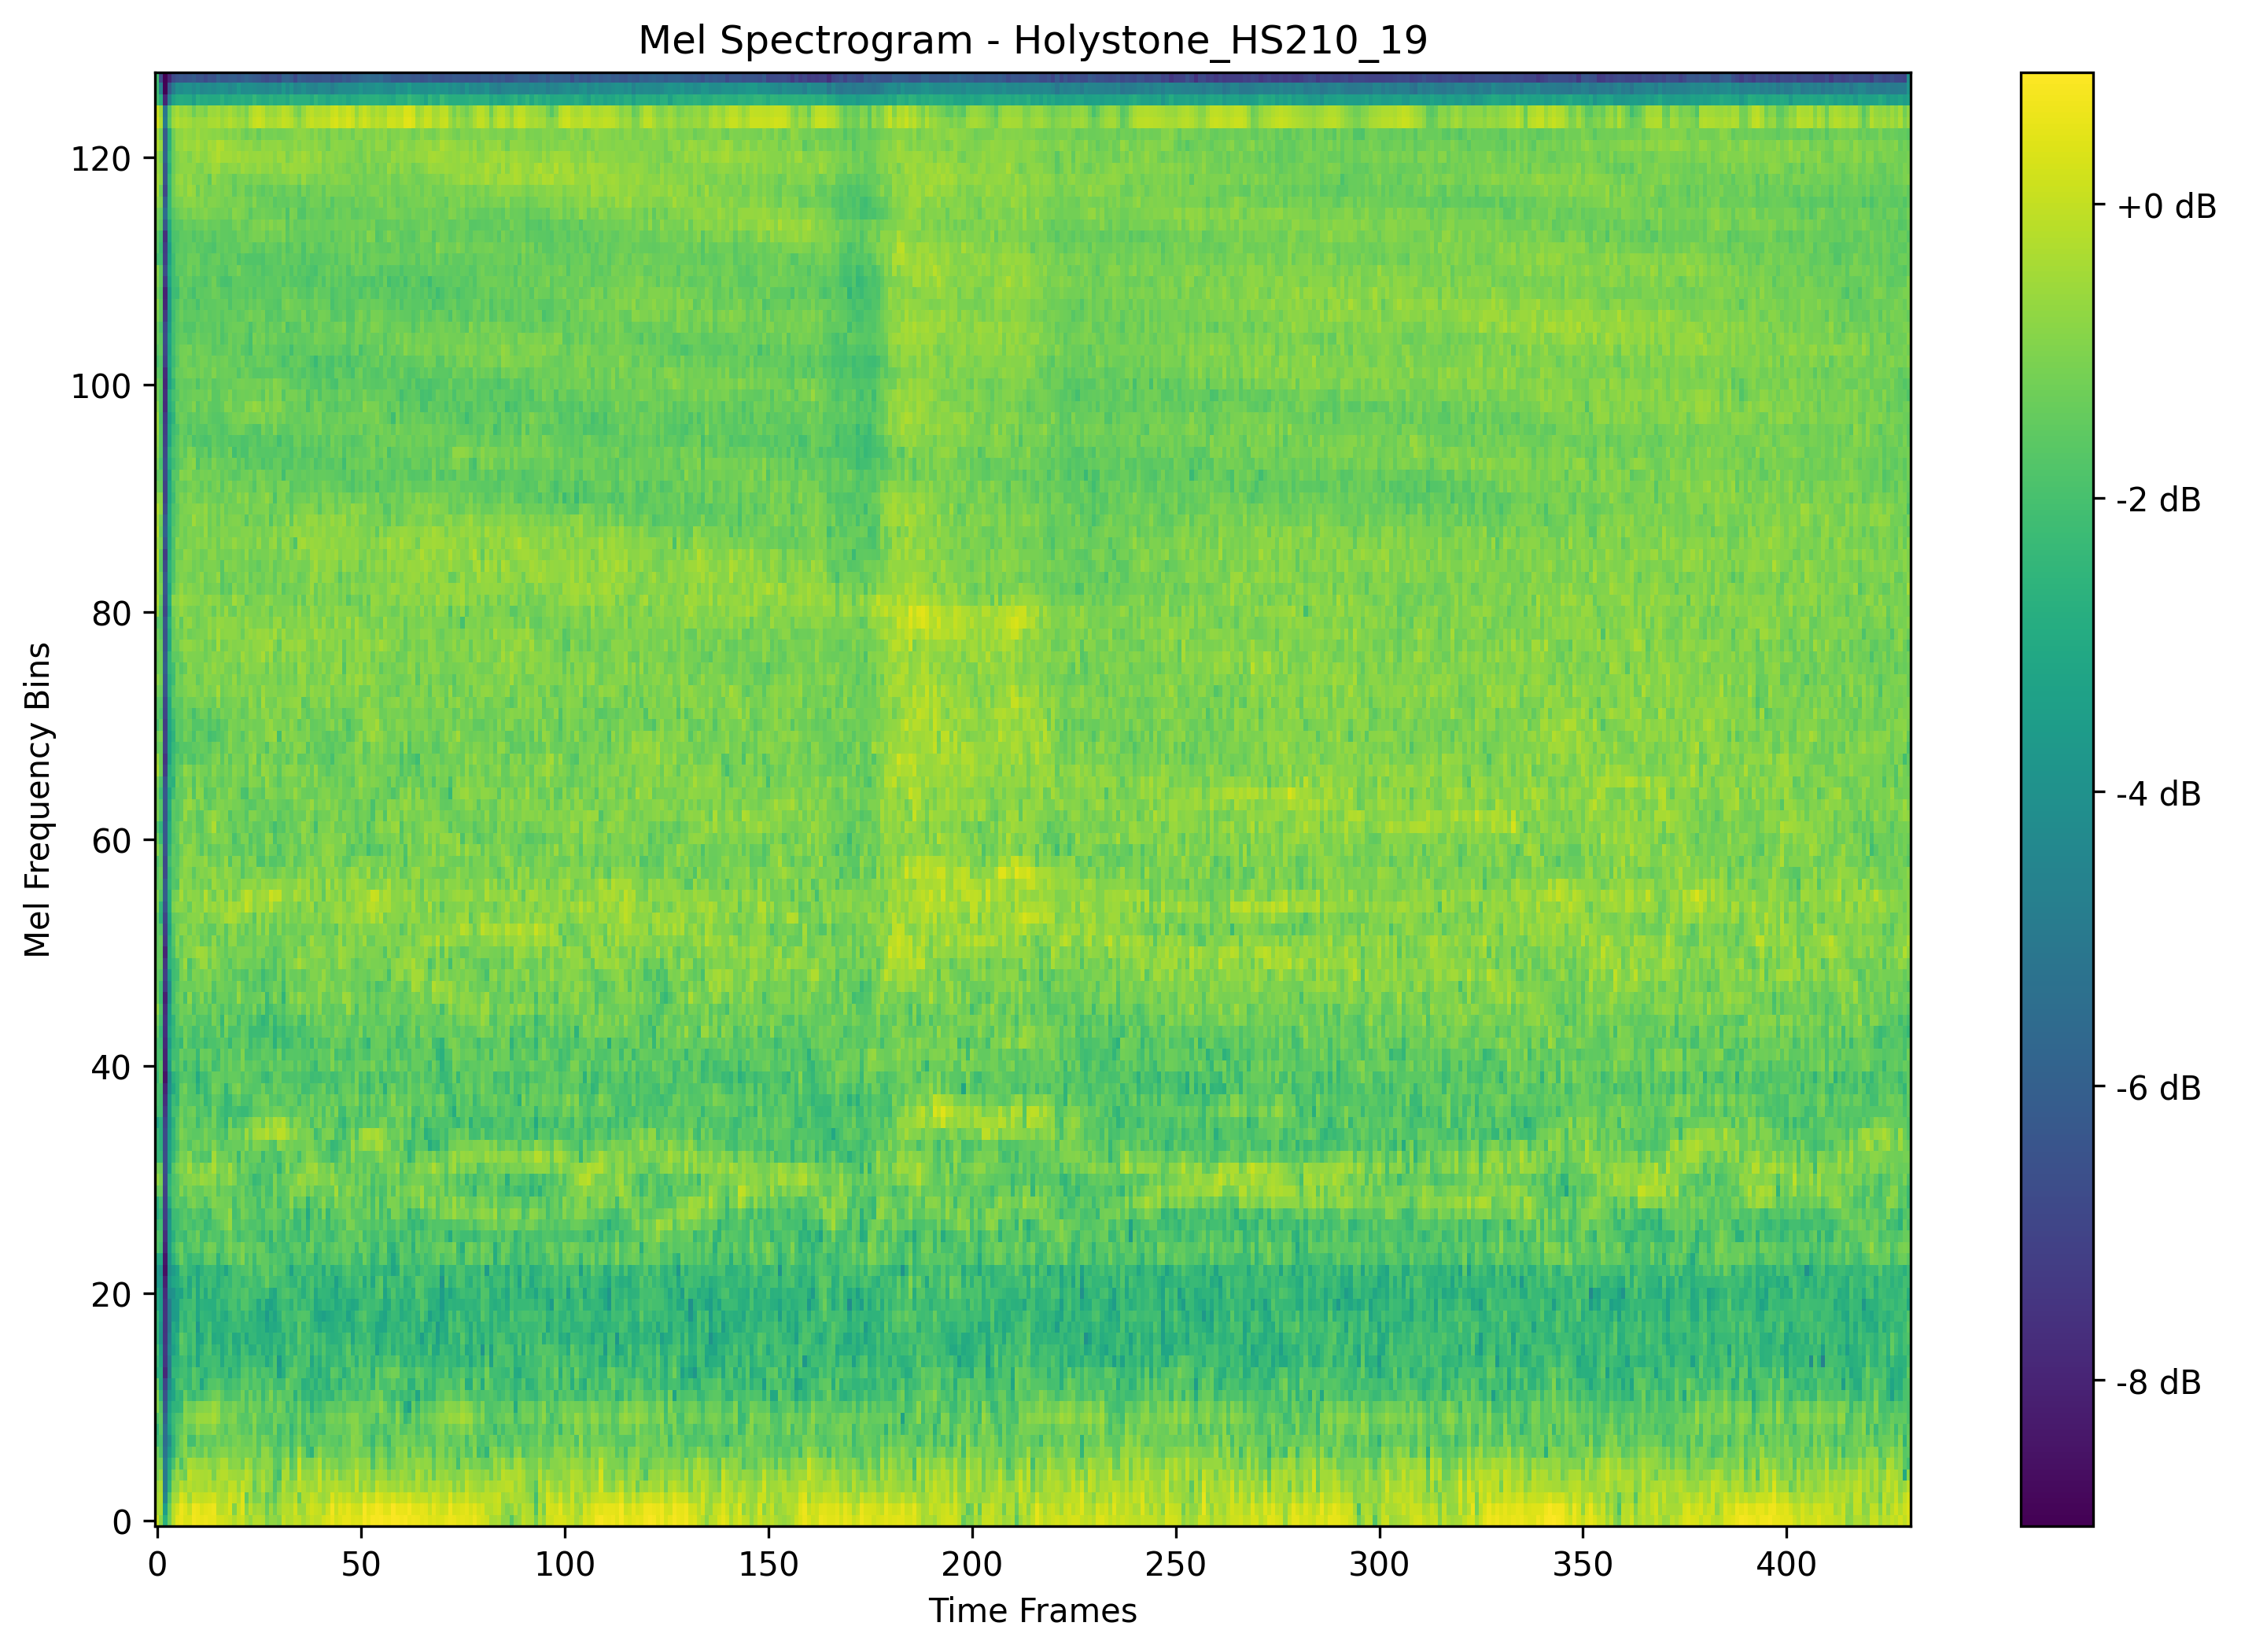 Mel Spectrogram - Holystone_HS210_19
120
100
80
60
40
20
0
Mel Frequency Bins
0 50 100 150 200 250 300 350 400
Time Frames
+0 dB
-2 dB
-4 dB
-6 dB
-8 dB